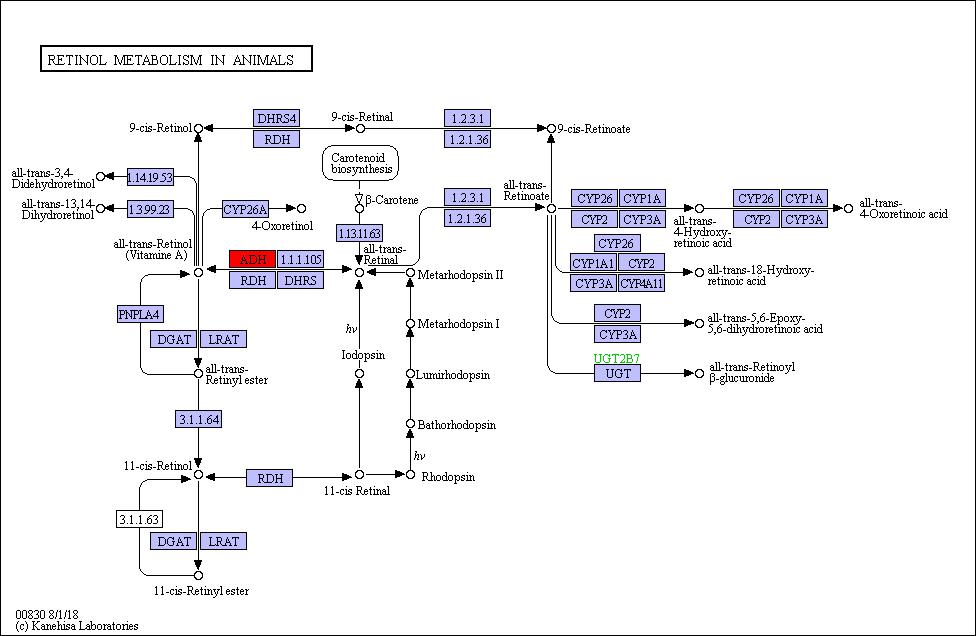 RETINOL METABOLISM IN ANIMALS
9-cis-Retinol
DHRS4
RDH
9-cis-Retinal
1.2.3.1
1.2.1.36
9-cis-Retinoate
Carotenoid
biosynthesis
all-trans-3,4-
Didehydroretinol
1.14.19.53
all-trans-13,14-
Dihydroretinol
1.3.99.23
CYP26A
4-Oxoretinol
β-Carotene
1.13.11.63
all-trans-
Retinal
1.2.3.1
1.2.1.36
all-trans-
Retinoate
CYP26
CYP1A
CYP2
CYP3A
all-trans-
4-Hydroxy-
retinoic acid
CYP26
CYP1A
CYP2
CYP3A
all-trans-
4-Oxoretinoic acid
all-trans-Retinol
(Vitamine A)
ADH
1.1.1.105
RDH
DHRS
Metarhodopsin II
CYP26
CYP1A1
CYP2
CYP3A
CYP4A11
all-trans-18-Hydroxy-
retinoic acid
PNPLA4
DGAT
LRAT
hν
Iodopsin
Metarhodopsin I
CYP2
CYP3A
all-trans-5,6-Epoxy-
5,6-dihydroretinoic acid
all-trans-
Retinyl ester
Lumirhodopsin
UGT2B7
UGT
all-trans-Retinoyl
β-glucuronide
3.1.1.64
Bathorhodopsin
hν
11-cis-Retinol
RDH
11-cis Retinal
Rhodopsin
3.1.1.63
DGAT
LRAT
11-cis-Retinyl ester
00830 8/1/18
(c) Kanehisa Laboratories